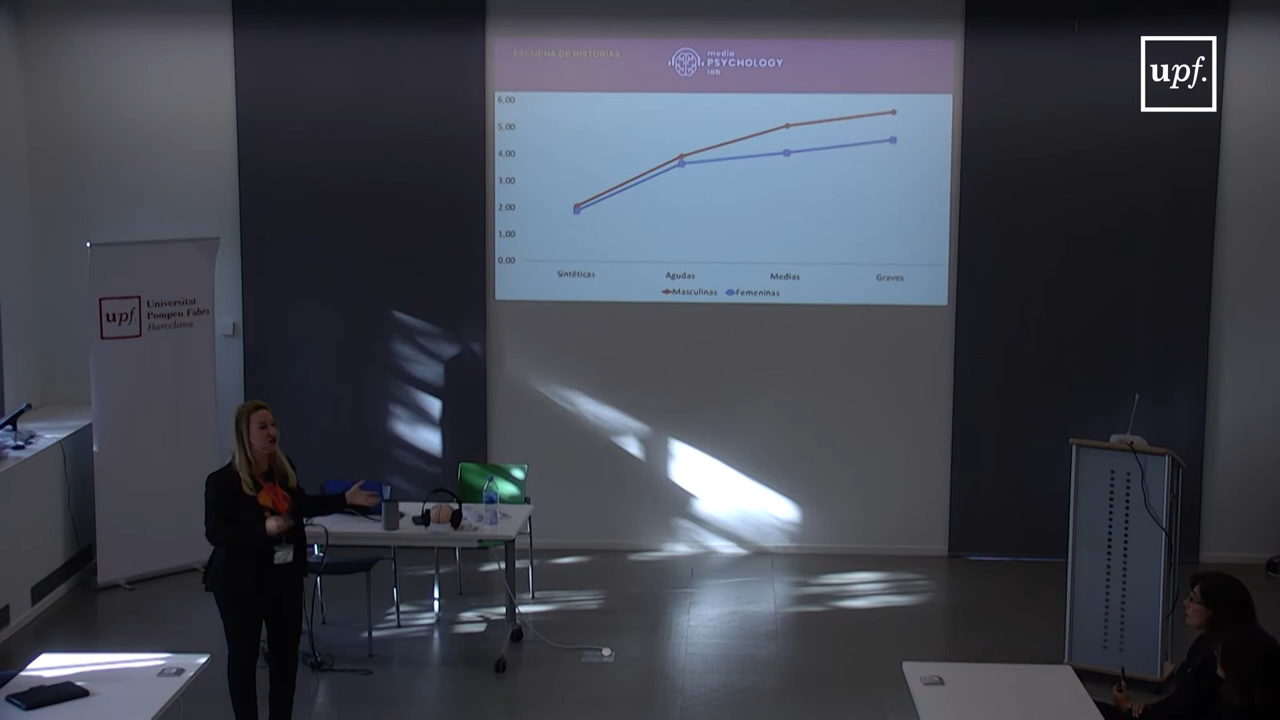 ESCUCHA DE HISTORIAS
media
PSYCHOLOGY
lab
upf.
6,00
5,00
4,00
3,00
2,00
1,00
0,00
Sintéticas Agudas Medias Graves
Masculinas Femeninas
upf. Universitat
Pompeu Fabra
Barcelona